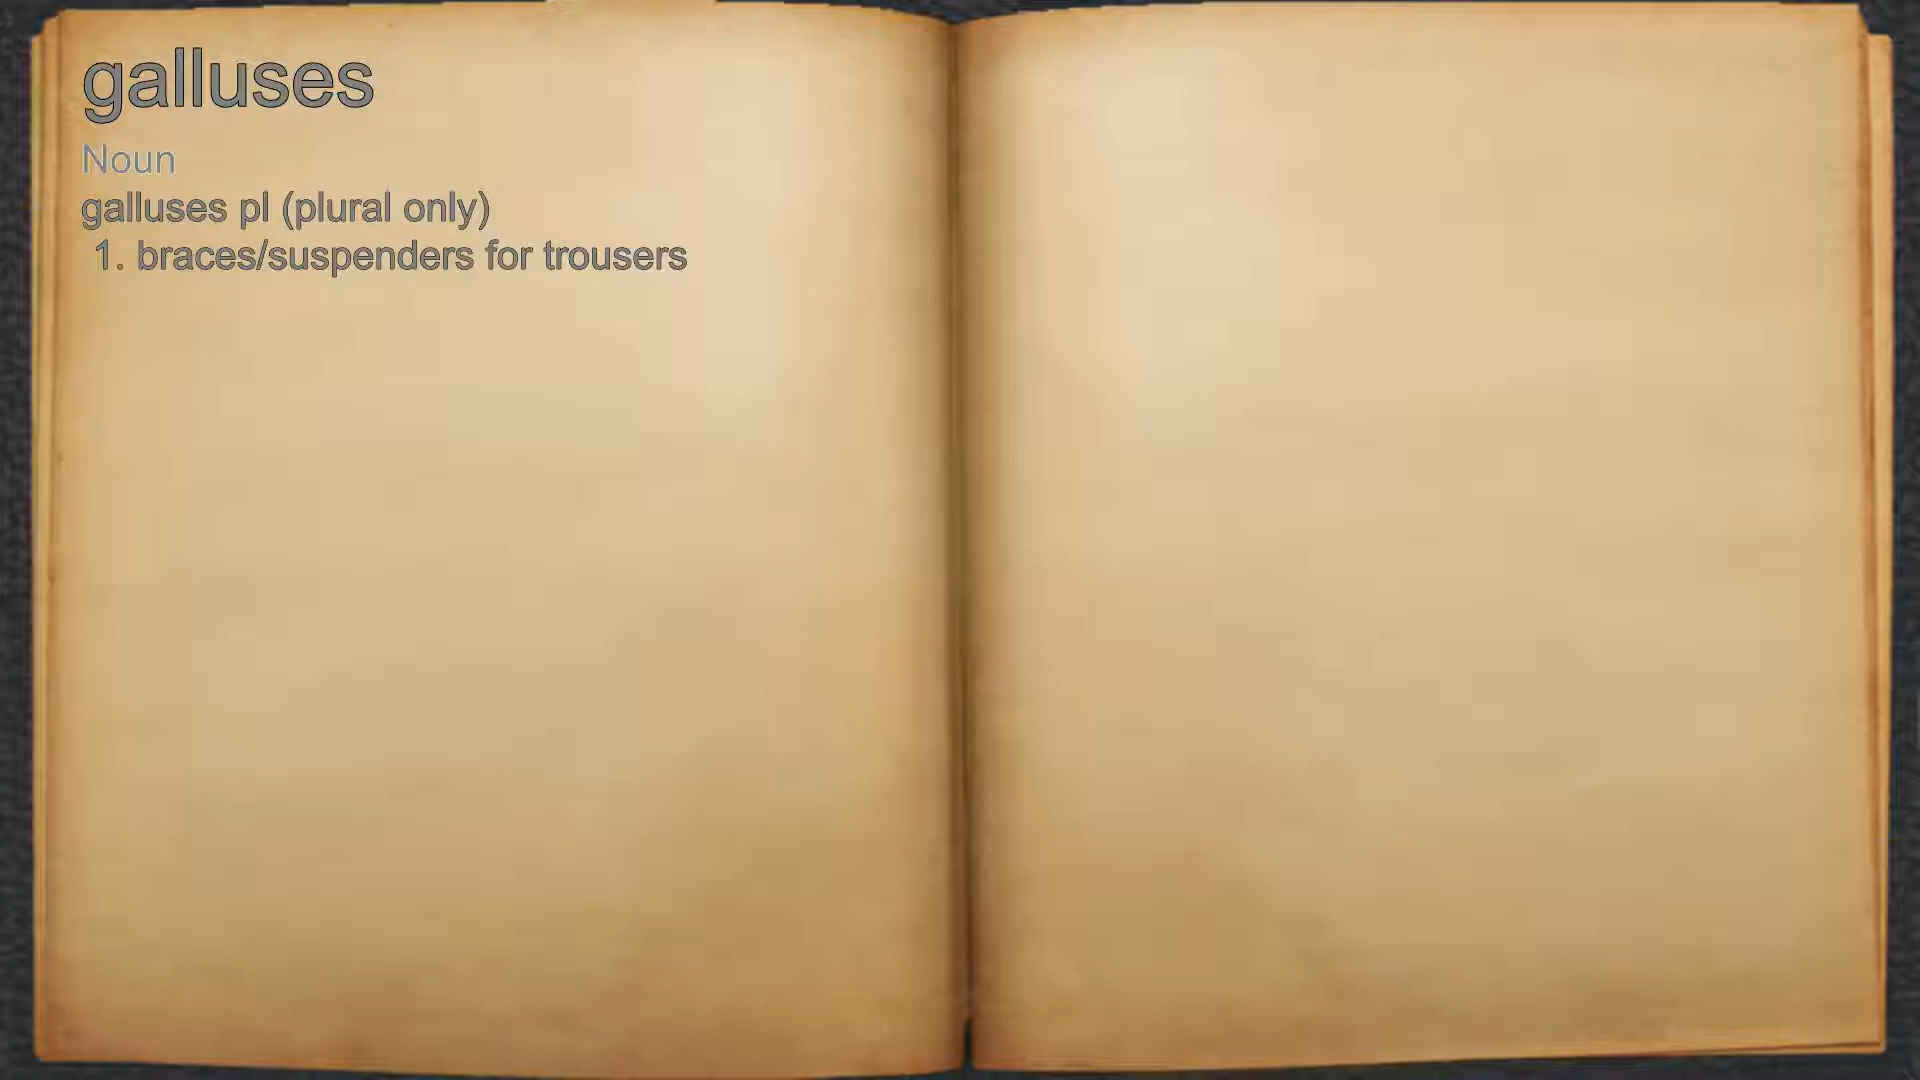 galluses
Noun
galluses pl (plural only)
1. braces/suspenders for trousers